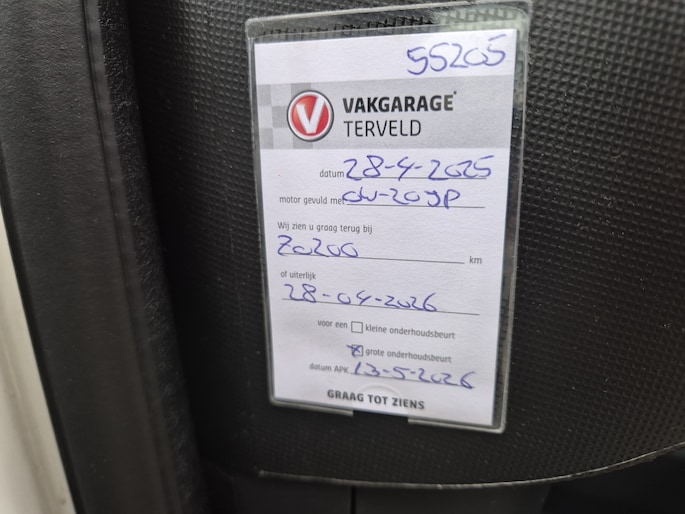 55205
V VAKGARAGE
TERVELD
datum 28-4-2025
motor gevuld met 0W-20 JP
Wij zien u graag terug bij
70200 km
of uiterlijk
28-04-2026
voor een kleine onderhoudsbeurt
grote onderhoudsbeurt
datum APK 13-5-2026
GRAAG TOT ZIENS